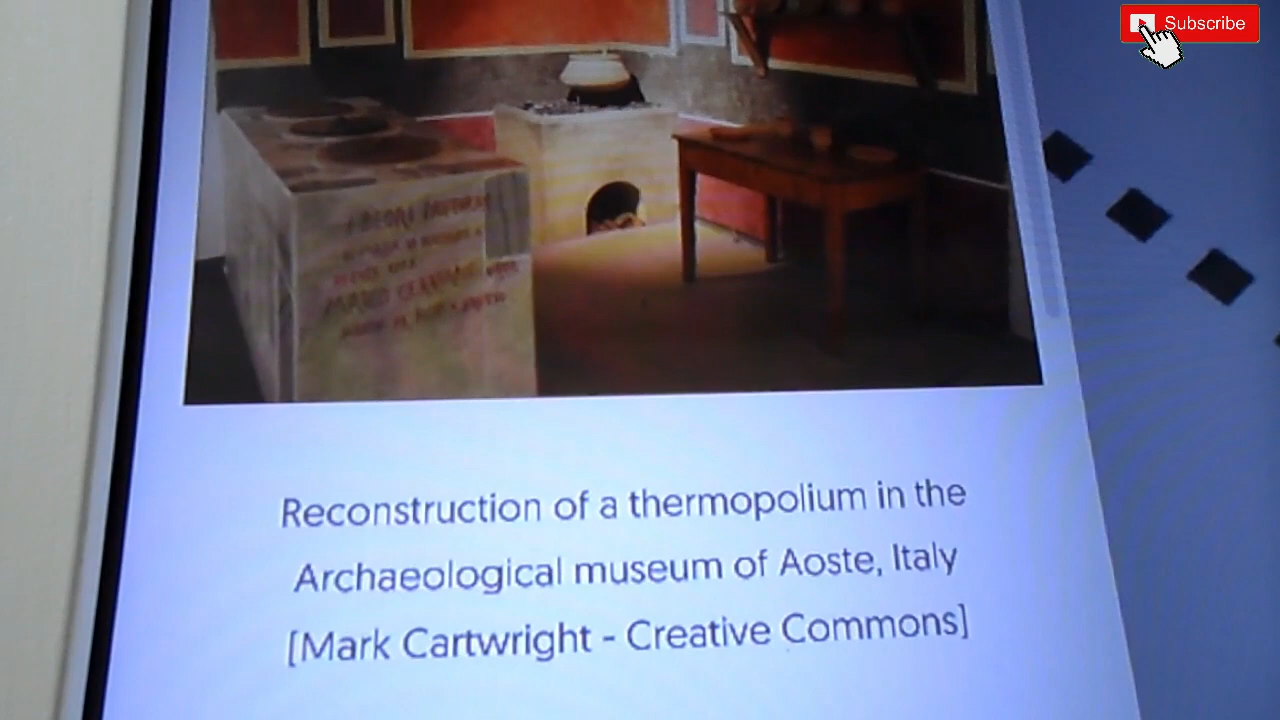 Subscribe
Reconstruction of a thermopolium in the
Archaeological museum of Aoste, Italy
[Mark Cartwright - Creative Commons]